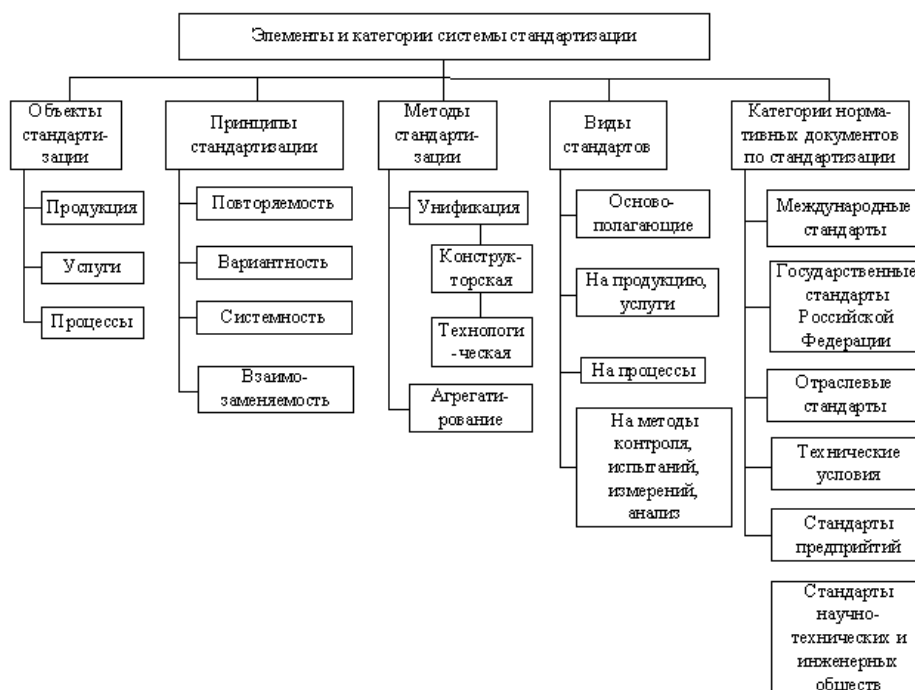 Элементы и категории системы стандартизации
Объекты
стандарти-
зации
Продукция
Услуги
Процессы
Принципы
стандартизации
Повторяемость
Вариантность
Системность
Взаимо-
заменяемость
Методы
стандарти-
зации
Унификация
Конструк-
торская
Технологи
-ческая
Агрегати-
рование
Виды
стандартов
Осново-
полагающие
На продукцию,
услуги
На процессы
На методы
контроля,
испытаний,
измерений,
анализ
Категории норма-
тивных документов
по стандартизации
Международные
стандарты
Государственные
стандарты
Российской
Федерации
Отраслевые
стандарты
Технические
условия
Стандарты
предприйтий
Стандарты
научно-
технических и
инженерных
обществ